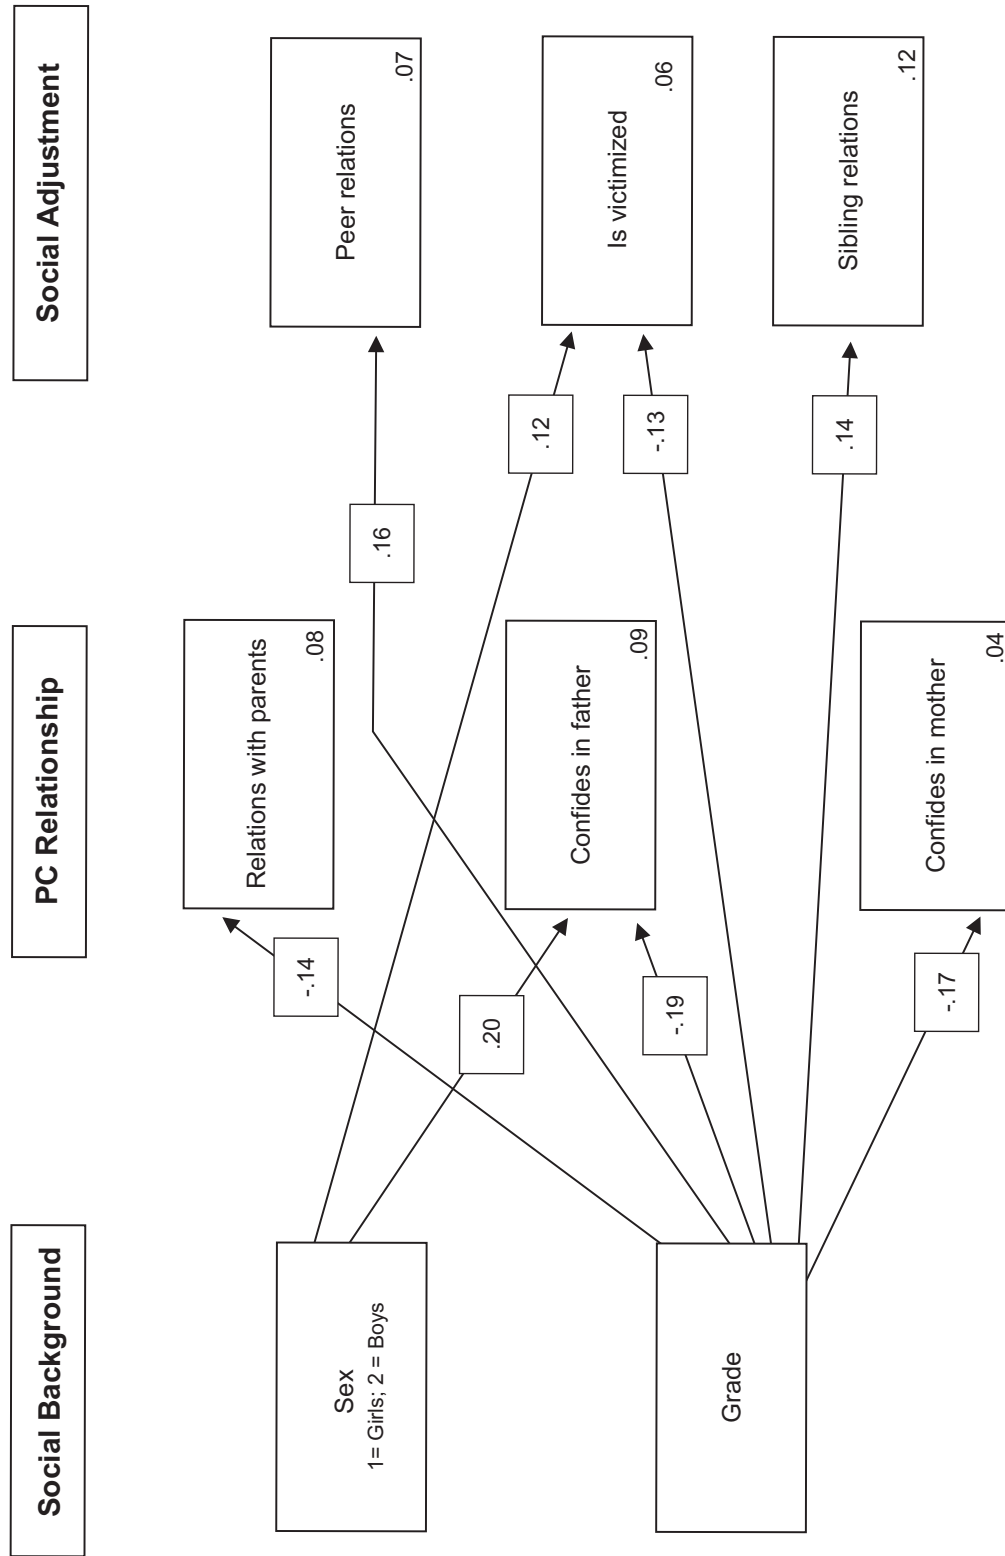 Social Background
PC Relationship
Social Adjustment
Sex
1= Girls; 2 = Boys
Grade
-.14
.20
-.19
-.17
Relations with parents
.08
Confides in father
.09
Confides in mother
.04
.16
.12
-.13
.14
Peer relations
.07
Is victimized
.06
Sibling relations
.12